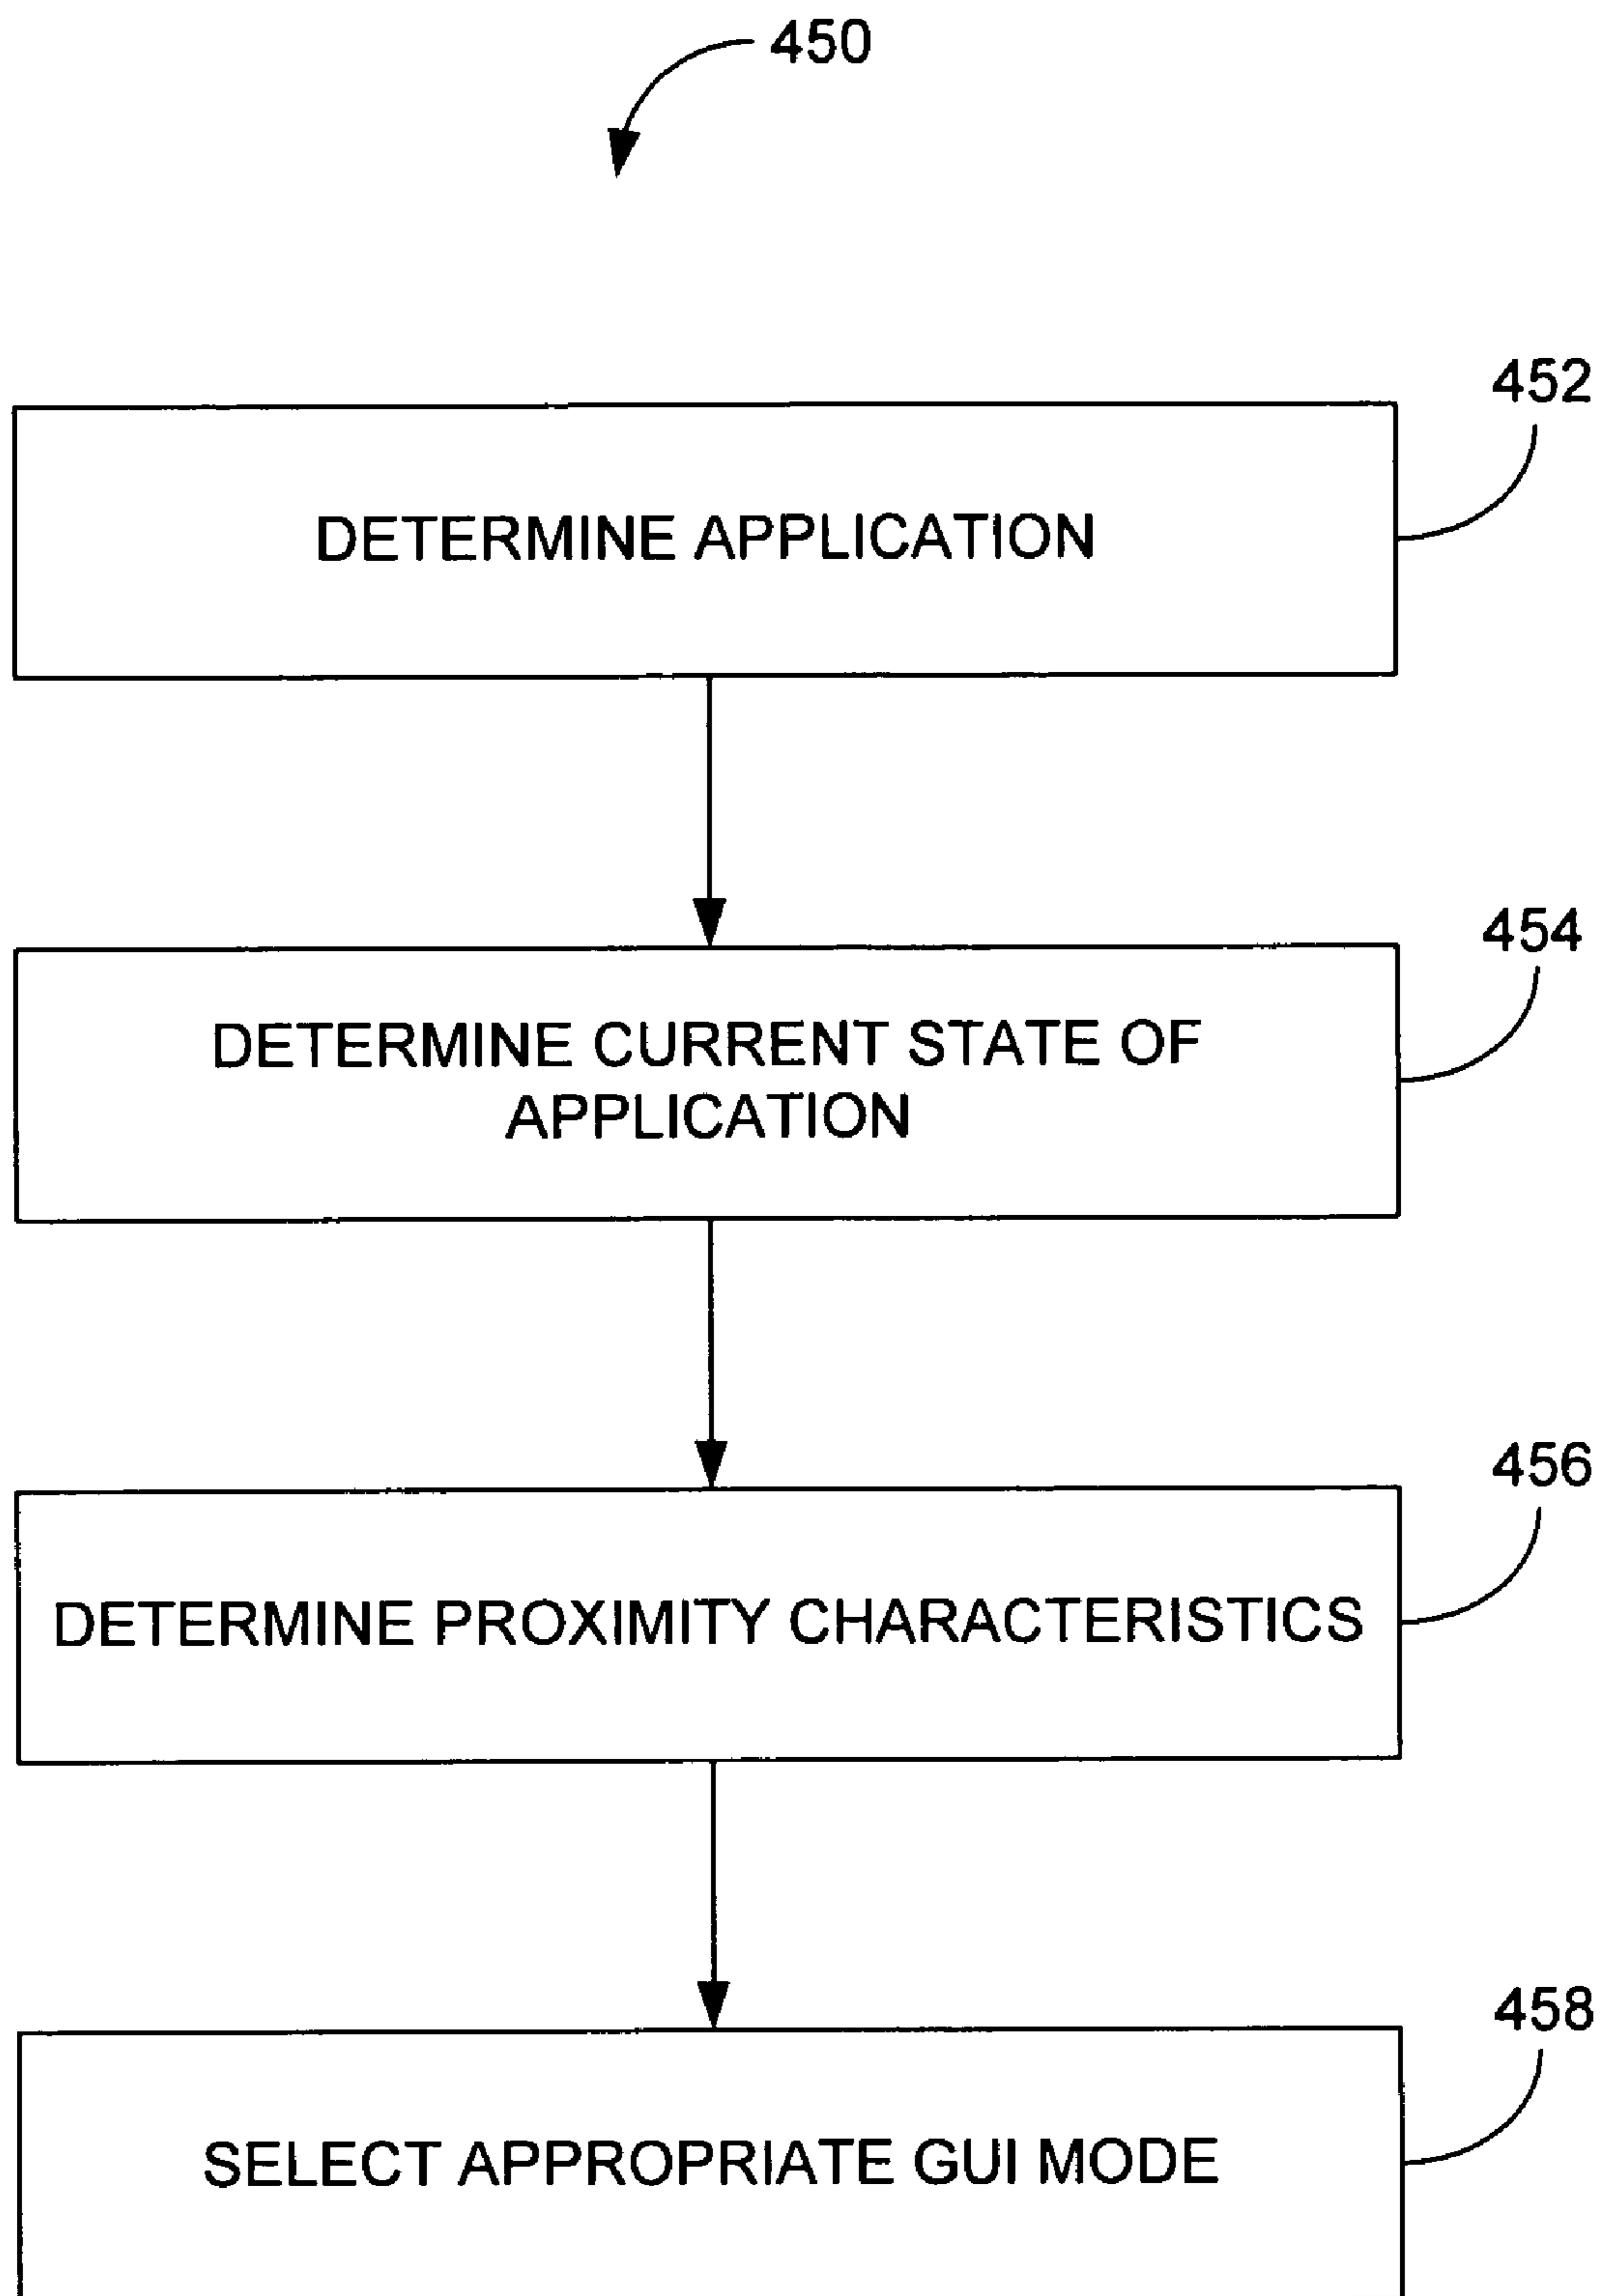 450
452
DETERMINE APPLICATION
454
DETERMINE CURRENT STATE OF
APPLICATION
456
DETERMINE PROXIMITY CHARACTERISTICS
458
SELECT APPROPRIATE GUI MODE